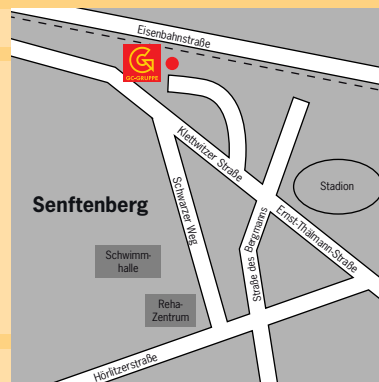 Eisenbahnstraße
GC-GRUPPE
Klettwitzer Straße
Stadion
Schwarzer Weg
Senftenberg
Straße des Bergmanns
Ernst-Thälmann-Straße
Schwimm-
halle
Reha-
Zentrum
Hörlitzerstraße